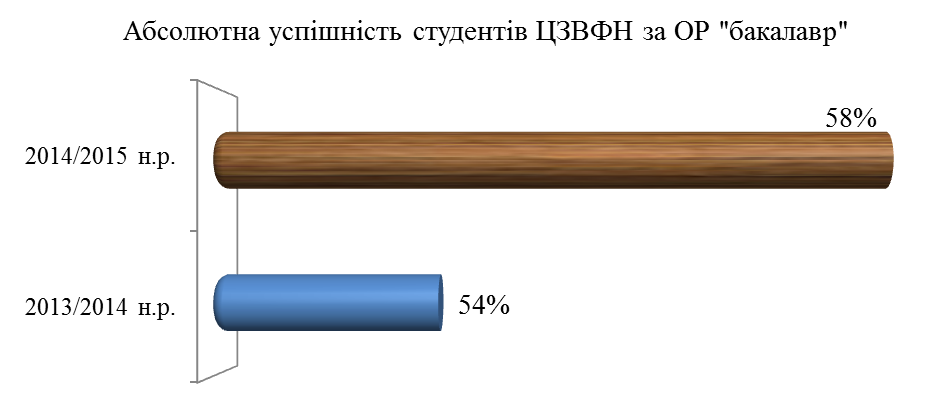 Абсолютна успішність студентів ЦЗВФН за ОР "бакалавр"
58%
2014/2015 н.р.
2013/2014 н.р.
54%